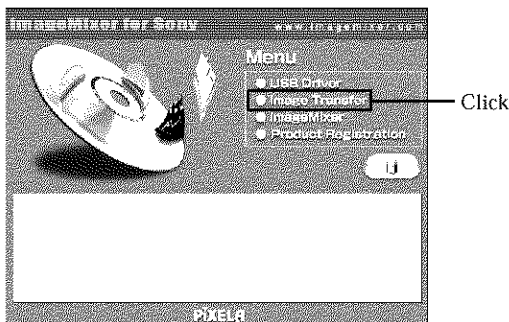 ImageMixer for Sony www.imagemixer.com
Menu
USB Driver
Image Transfer
Click
ImageMixer
Product Registration
PIXELA